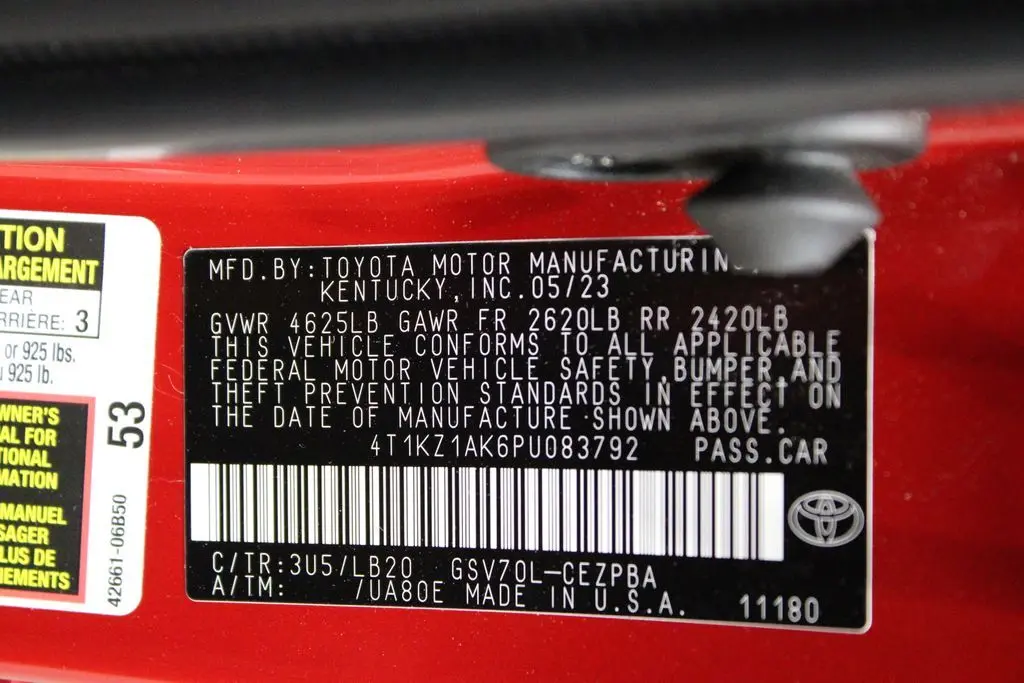 TION
ARGEMENT
EAR
RRIÈRE: 3
or 925 lbs.
925 lb.
WNER'S
AL FOR
TIONAL
MATION
MANUEL
SAGER
LUS DE
NEMENTS
53
42661-06B50
MFD.BY:TOYOTA MOTOR MANUFACTURING
KENTUCKY,INC.05/23
GVWR 4625LB GAWR FR 2620LB RR 2420LB
THIS VEHICLE CONFORMS TO ALL APPLICABLE
FEDERAL MOTOR VEHICLE SAFETY,BUMPER,AND
THEFT PREVENTION STANDARDS IN EFFECT ON
THE DATE OF MANUFACTURE SHOWN ABOVE.
4T1KZ1AK6PU083792 PASS.CAR
C/TR:3U5/LB20 GSV70L-CEZPBA
A/TM: 7UA80E MADE IN U.S.A. 11180